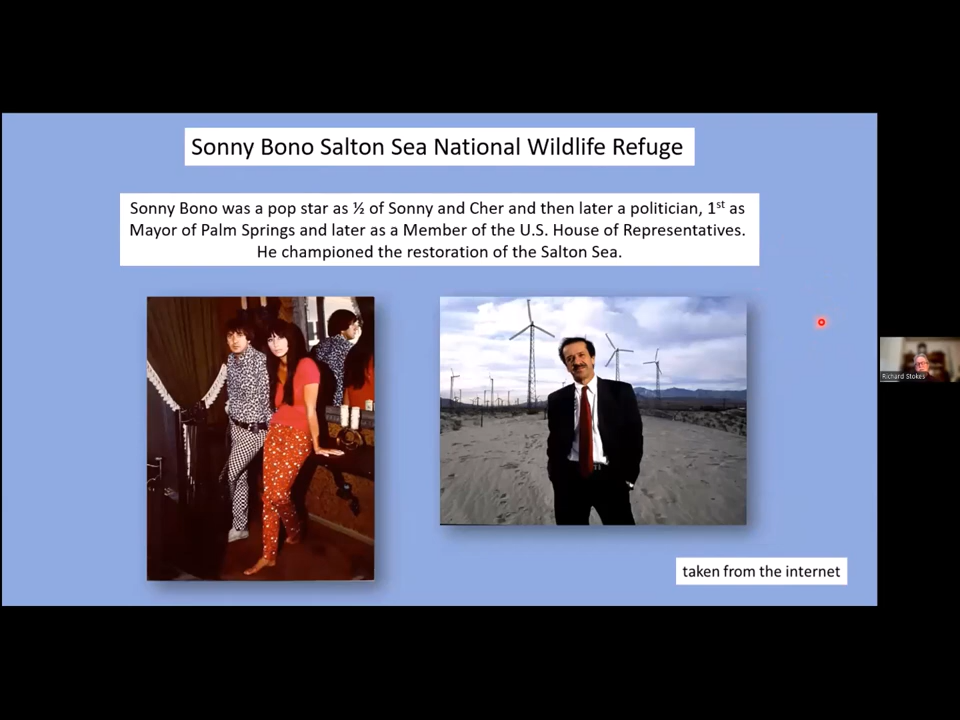 Sonny Bono Salton Sea National Wildlife Refuge
Sonny Bono was a pop star as ½ of Sonny and Cher and then later a politician, 1st as
Mayor of Palm Springs and later as a Member of the U.S. House of Representatives.
He championed the restoration of the Salton Sea.
Richard Stokes
taken from the internet